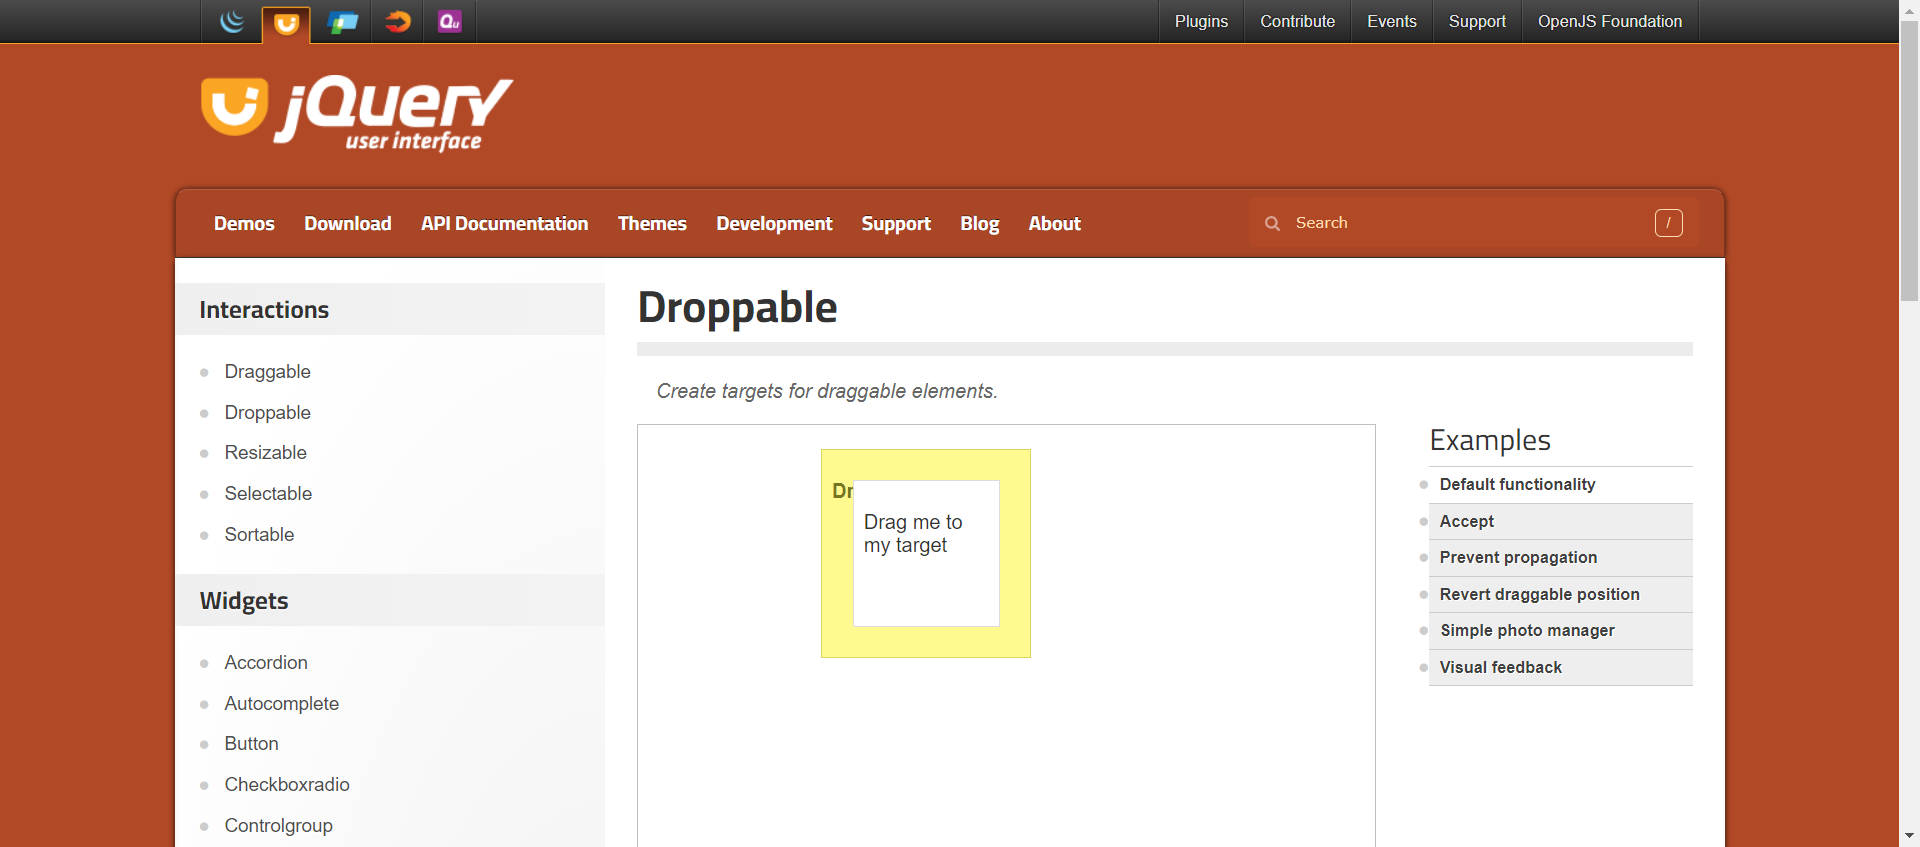 Plugins
Contribute
Events
Support
OpenJS Foundation
Qu
jQuery
user interface
Demos
Download
API Documentation
Themes
Development
Support
Blog
About
Search
/
Interactions
Draggable
Droppable
Resizable
Selectable
Sortable
Widgets
Accordion
Autocomplete
Button
Checkboxradio
Controlgroup
Droppable
Create targets for draggable elements.
Dr
Drag me to
my target
Examples
Default functionality
Accept
Prevent propagation
Revert draggable position
Simple photo manager
Visual feedback